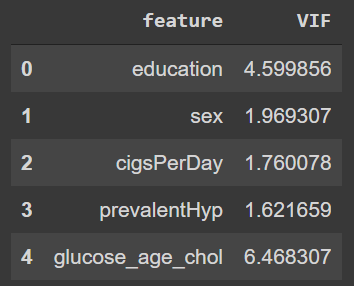 feature VIF
0 education 4.599856
1 sex 1.969307
2 cigsPerDay 1.760078
3 prevalentHyp 1.621659
4 glucose_age_chol 6.468307